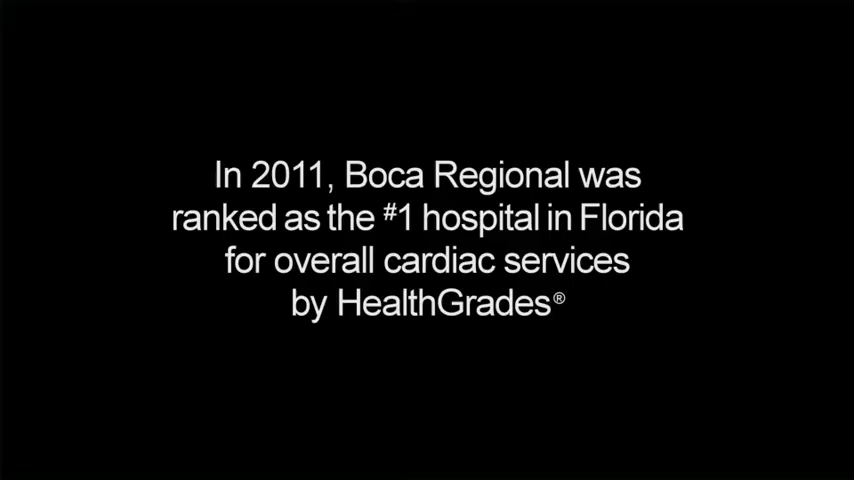 In 2011, Boca Regional was
ranked as the #1 hospital in Florida
for overall cardiac services
by HealthGrades®